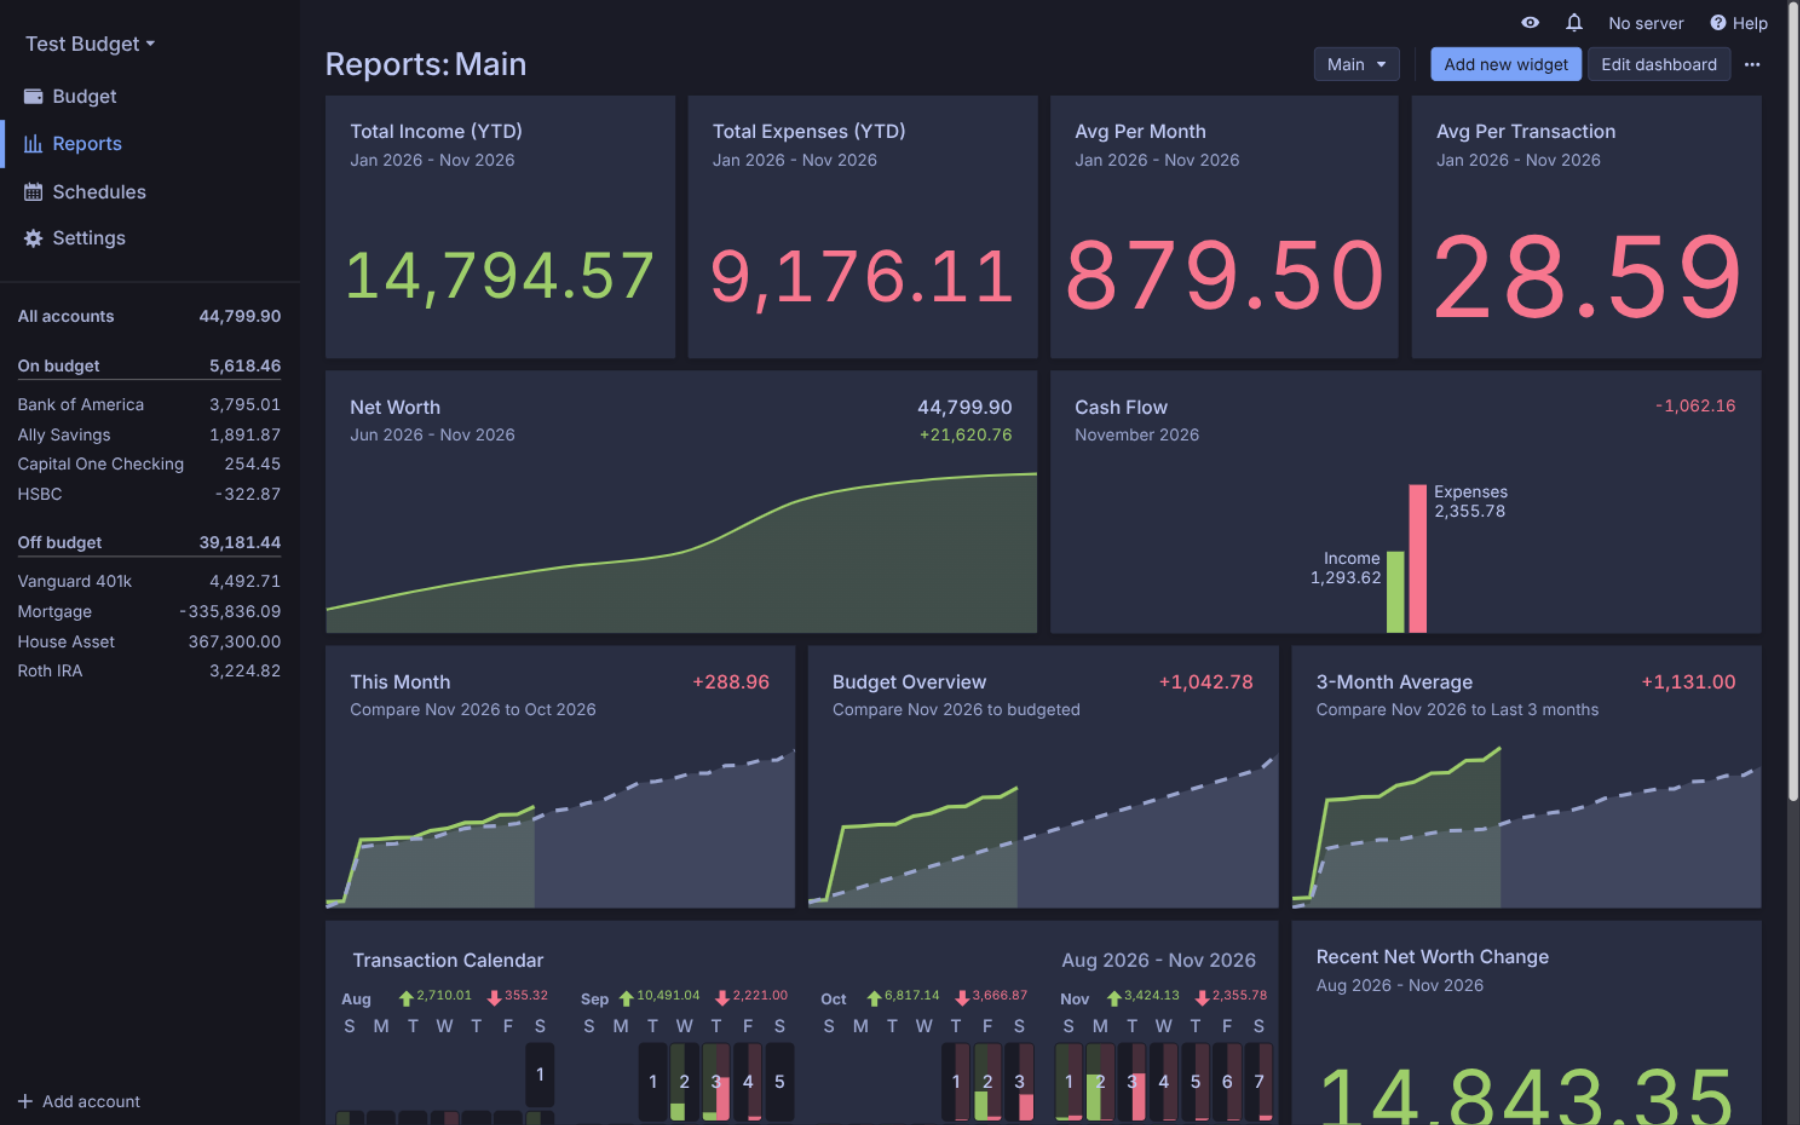 Test Budget
Budget
Reports
Schedules
Settings
All accounts 44,799.90
On budget 5,618.46
Bank of America 3,795.01
Ally Savings 1,891.87
Capital One Checking 254.45
HSBC -322.87
Off budget 39,181.44
Vanguard 401k 4,492.71
Mortgage -335,836.09
House Asset 367,300.00
Roth IRA 3,224.82
+ Add account
No server
Help
Reports: Main
Main
Add new widget
Edit dashboard
Total Income (YTD)
Jan 2026 - Nov 2026
14,794.57
Total Expenses (YTD)
Jan 2026 - Nov 2026
9,176.11
Avg Per Month
Jan 2026 - Nov 2026
879.50
Avg Per Transaction
Jan 2026 - Nov 2026
28.59
Net Worth 44,799.90
Jun 2026 - Nov 2026 +21,620.76
Cash Flow -1,062.16
November 2026
Expenses
2,355.78
Income
1,293.62
This Month +288.96
Compare Nov 2026 to Oct 2026
Budget Overview +1,042.78
Compare Nov 2026 to budgeted
3-Month Average +1,131.00
Compare Nov 2026 to Last 3 months
Transaction Calendar Aug 2026 - Nov 2026
Aug 2,710.01 355.32
S M T W T F S
1
Sep 10,491.04 2,221.00
S M T W T F S
1 2 3 4 5
Oct 6,817.14 3,666.87
S M T W T F S
1 2 3
Nov 3,424.13 2,355.78
S M T W T F S
1 2 3 4 5 6 7
Recent Net Worth Change
Aug 2026 - Nov 2026
14,843.35